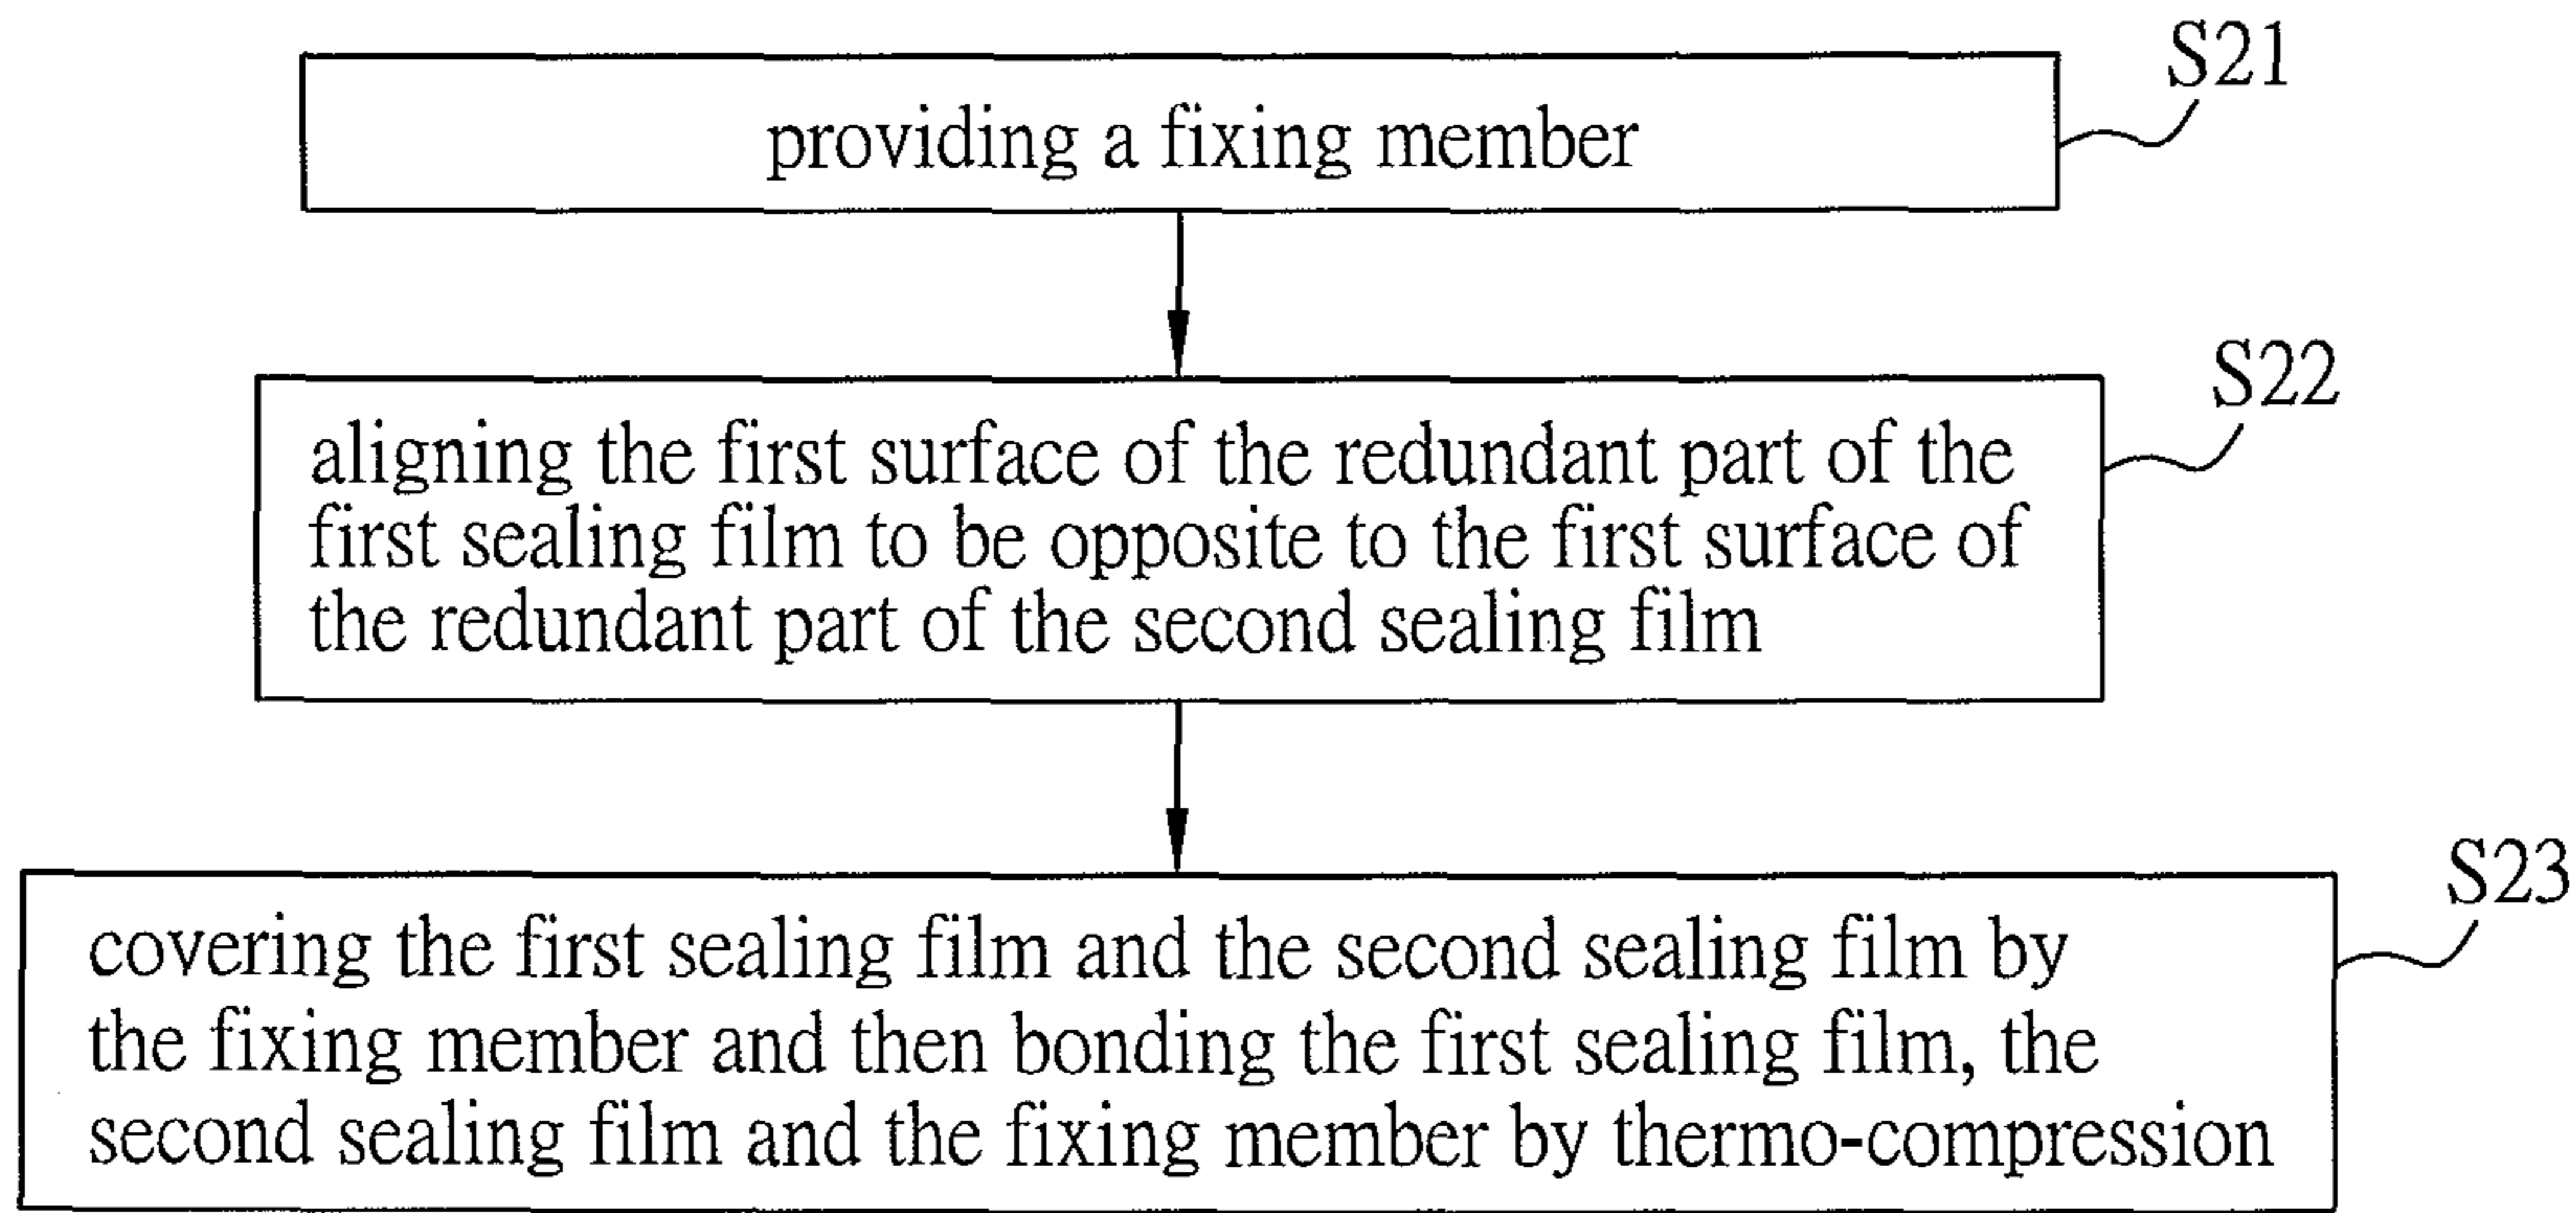 S21
providing a fixing member
S22
aligning the first surface of the redundant part of the
first sealing film to be opposite to the first surface of
the redundant part of the second sealing film
S23
covering the first sealing film and the second sealing film by
the fixing member and then bonding the first sealing film, the
second sealing film and the fixing member by thermo-compression